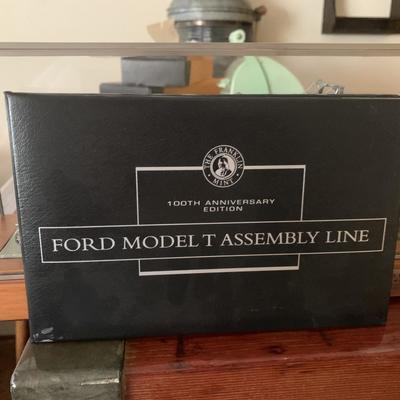 THE FRANKLIN
MINT
100TH ANNIVERSARY
EDITION
FORD MODEL T ASSEMBLY LINE